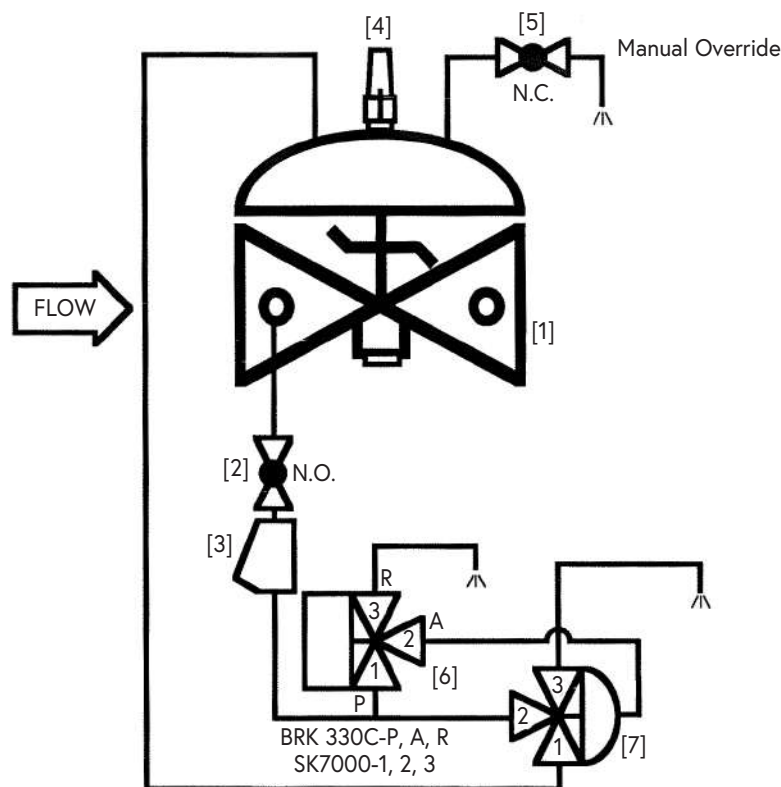 [4]
[5]
Manual Override
N.C.
FLOW
[1]
[2]
N.O.
[3]
R
3
A
2
[6]
1
P
3
2
1
[7]
BRK 330C-P, A, R
SK7000-1, 2, 3